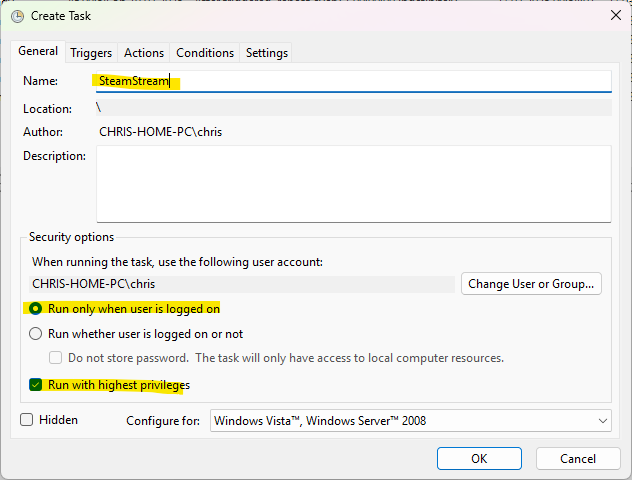 Create Task
General Triggers Actions Conditions Settings
Name: SteamStream
Location: \
Author: CHRIS-HOME-PC\chris
Description:
Security options
When running the task, use the following user account:
CHRIS-HOME-PC\chris Change User or Group...
Run only when user is logged on
Run whether user is logged on or not
Do not store password. The task will only have access to local computer resources.
Run with highest privileges
Hidden Configure for: Windows Vista™, Windows Server™ 2008
OK Cancel